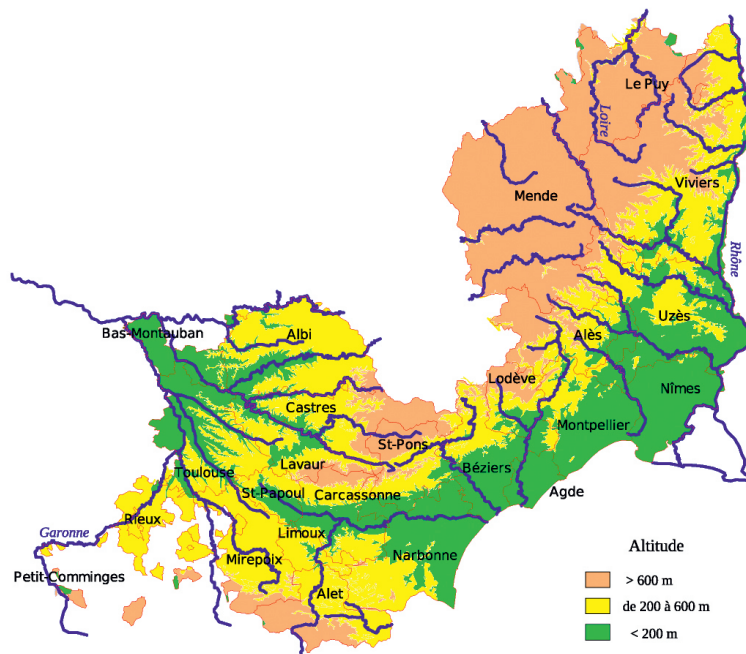 Le Puy
Loire
Viviers
Mende
Rhône
Uzès
Bas-Montauban
Albi
Alès
Nîmes
Lodève
Castres
Montpellier
St-Pons
Lavaur
Béziers
Toulouse
St-Papoul
Carcassonne
Agde
Rieux
Garonne
Limoux
Mirepoix
Narbonne
Petit-Comminges
Alet
Altitude
> 600 m
de 200 à 600 m
< 200 m